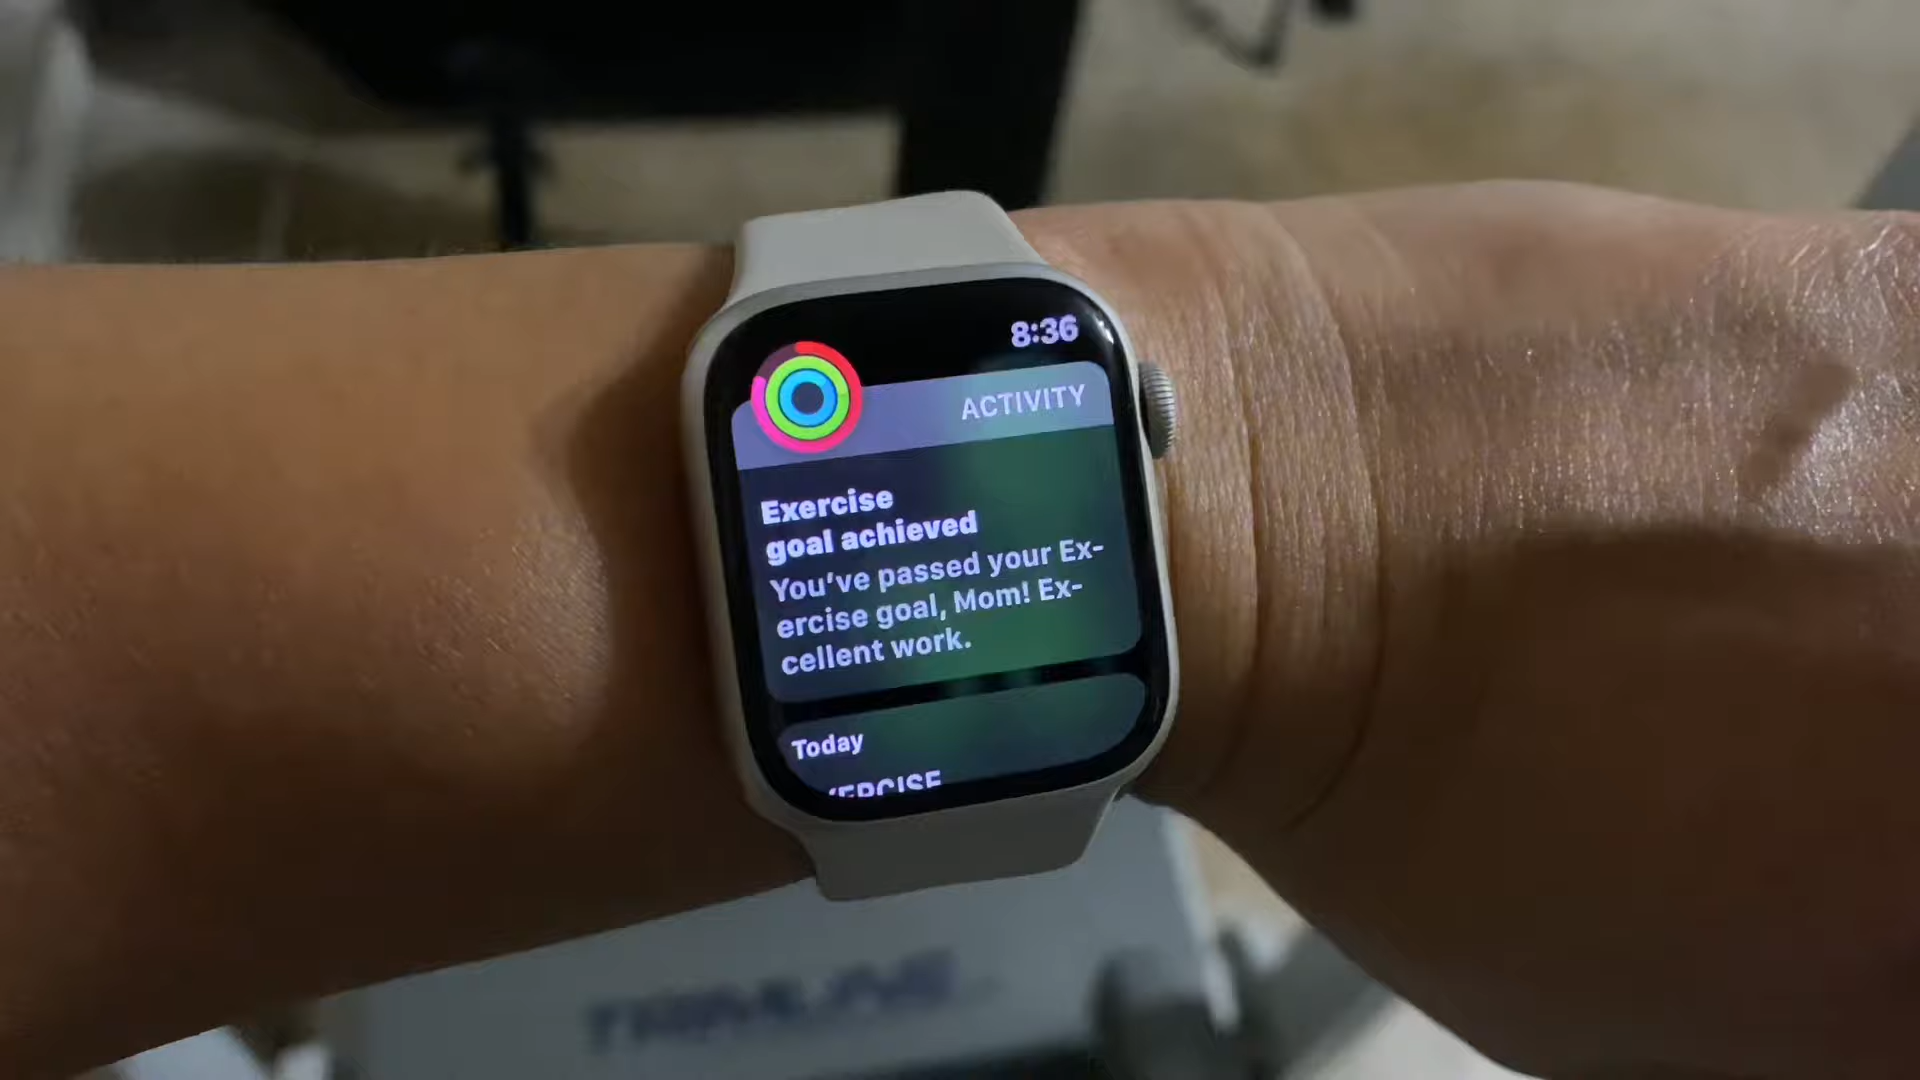 8:36
ACTIVITY
Exercise
goal achieved
You've passed your Ex-
ercise goal, Mom! Ex-
cellent work.
Today